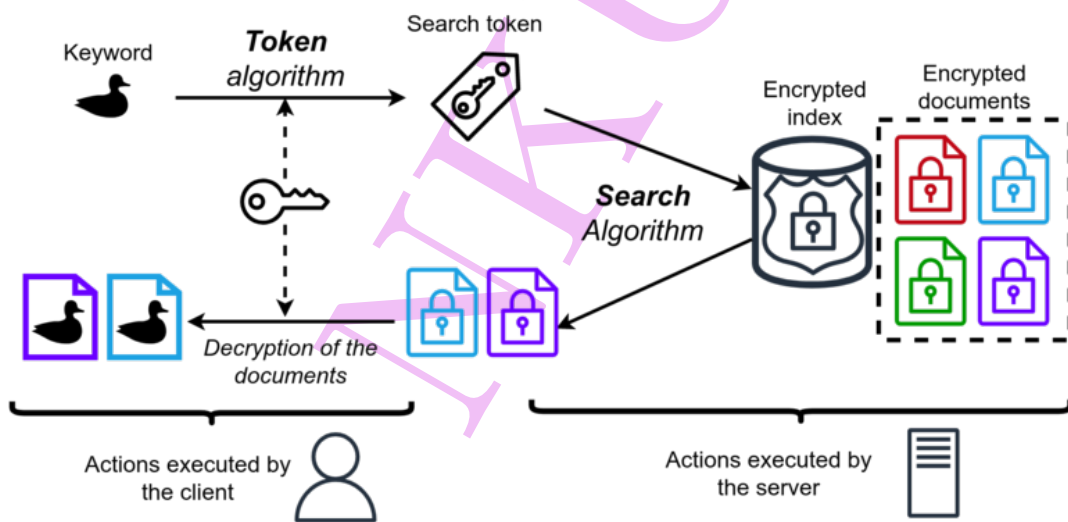 Keyword
Token
algorithm
Search token
Encrypted
index
Encrypted
documents
Search
Algorithm
Decryption of the
documents
Actions executed by
the client
Actions executed by
the server